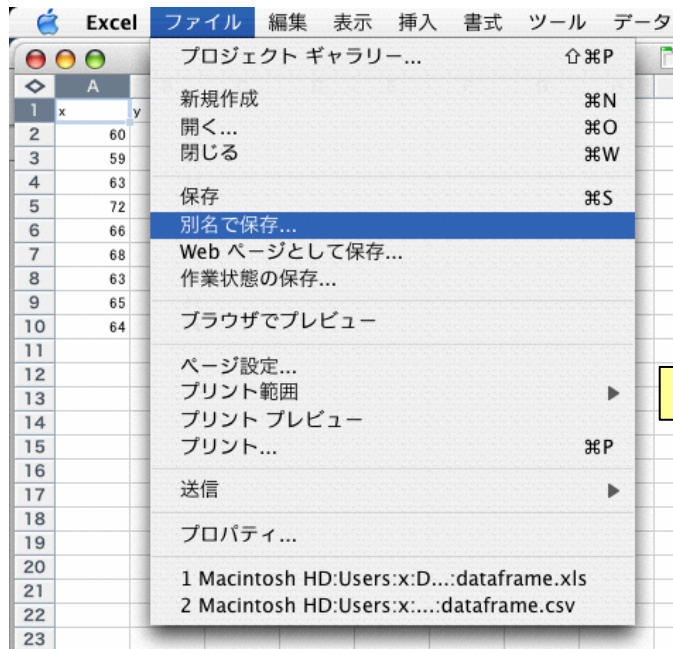 Excel ファイル 編集 表示 挿入 書式 ツール データ
プロジェクト ギャラリー... ⇧⌘P
A
新規作成 ⌘N
1 x y
開く... ⌘O
2 60
閉じる ⌘W
3 59
4 63
保存 ⌘S
5 72
別名で保存...
6 66
Web ページとして保存...
7 68
作業状態の保存...
8 63
9 65
ブラウザでプレビュー
10 64
11
ページ設定...
12
プリント範囲 ▶
13
プリント プレビュー
14
プリント... ⌘P
15
16
送信 ▶
17
18
プロパティ...
19
20
1 Macintosh HD:Users:x:D...:dataframe.xls
21
2 Macintosh HD:Users:x:...:dataframe.csv
22
23